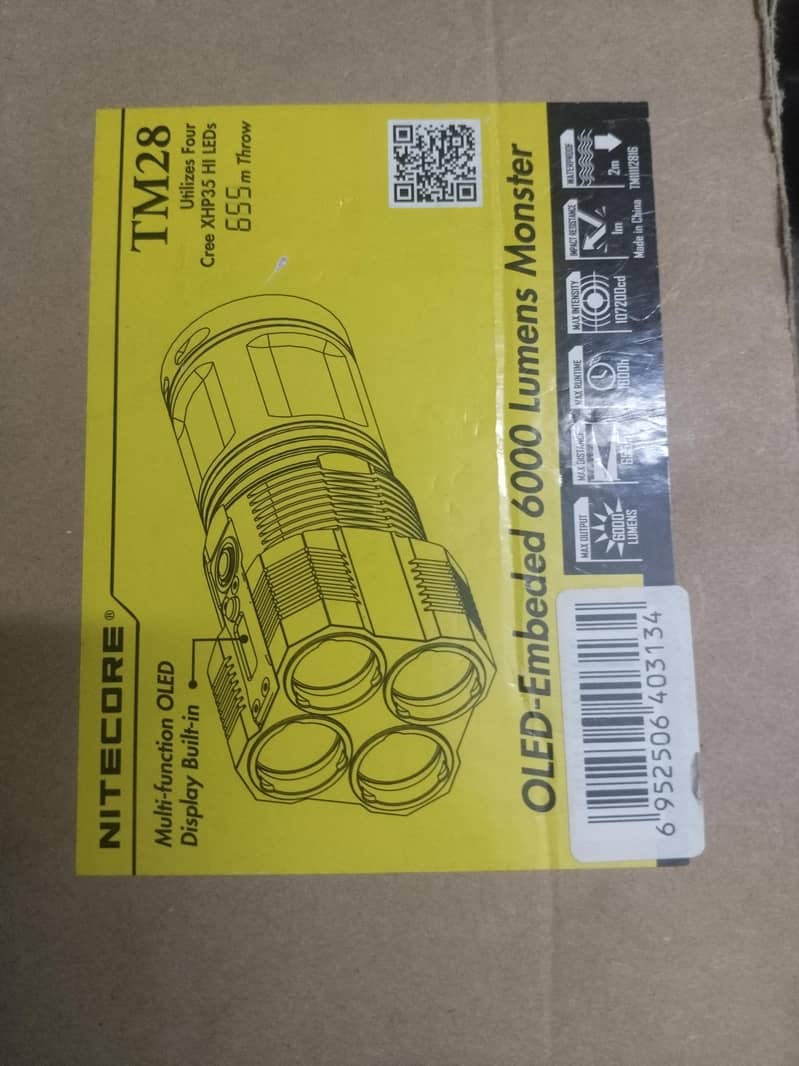 NITECORE®
TM28
Utilizes Four
Cree XHP35 HI LEDs
655m Throw
Multi-function OLED
Display Built-in
OLED-Embeded 6000 Lumens Monster
MAX OUTPUT
6000
LUMENS
MAX DISTANCE
MAX RUNTIME
MAX INTENSITY
107200cd
IMPACT RESISTANCE
1m
WATERPROOF
2m
Made in China TM11112816
6 952506 403134